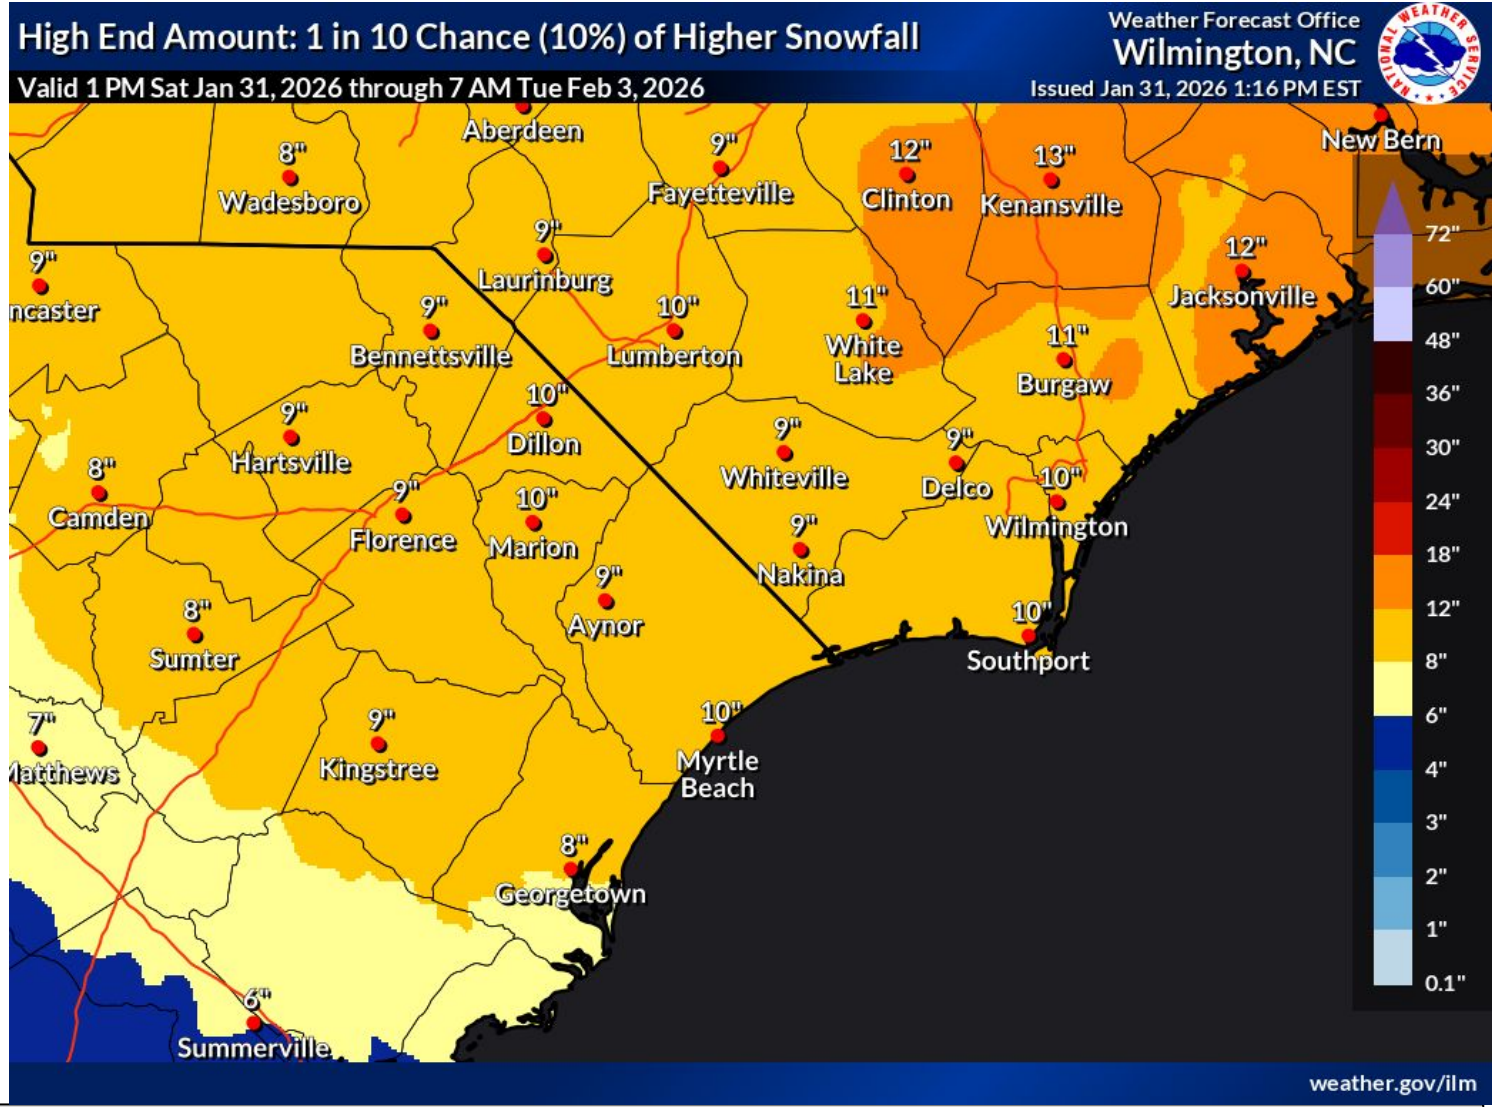 High End Amount: 1 in 10 Chance (10%) of Higher Snowfall
Valid 1 PM Sat Jan 31, 2026 through 7 AM Tue Feb 3, 2026
Weather Forecast Office
Wilmington, NC
Issued Jan 31, 2026 1:16 PM EST
NATIONAL WEATHER SERVICE
Aberdeen
New Bern
8"
Wadesboro
9"
Fayetteville
12"
Clinton
13"
Kenansville
9"
ncaster
9"
Laurinburg
12"
Jacksonville
9"
Bennettsville
10"
Lumberton
11"
White
Lake
11"
Burgaw
10"
Dillon
9"
Hartsville
9"
Whiteville
9"
Delco
8"
Camden
9"
Florence
10"
Marion
10"
Wilmington
9"
Nakina
9"
Aynor
8"
Sumter
10"
Southport
7"
Matthews
9"
Kingstree
10"
Myrtle
Beach
8"
Georgetown
6"
Summerville
72"
60"
48"
36"
30"
24"
18"
12"
8"
6"
4"
3"
2"
1"
0.1"
weather.gov/ilm